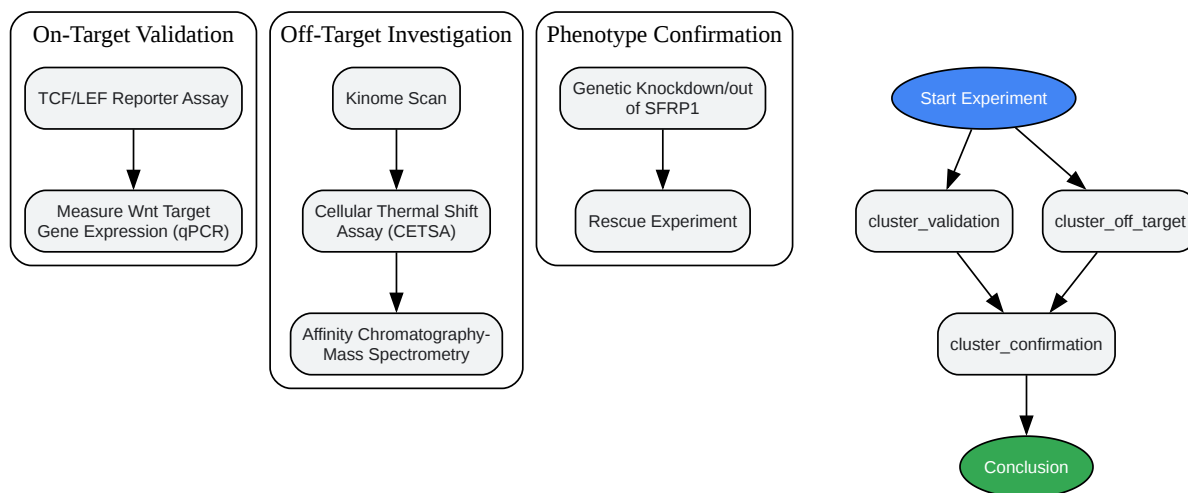 On-Target Validation
TCF/LEF Reporter Assay
Measure Wnt Target
Gene Expression (qPCR)
Off-Target Investigation
Kinome Scan
Cellular Thermal Shift
Assay (CETSA)
Affinity Chromatography-
Mass Spectrometry
Phenotype Confirmation
Genetic Knockdown/out
of SFRP1
Rescue Experiment
Start Experiment
cluster_validation
cluster_off_target
cluster_confirmation
Conclusion